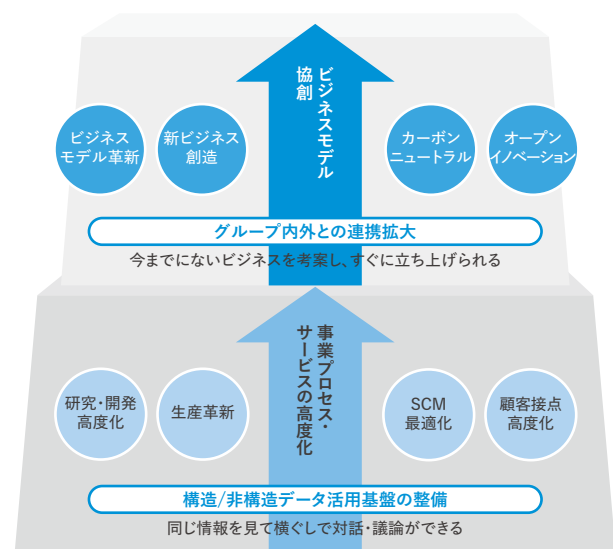 ビジネスモデル
協創
ビジネス
モデル革新
新ビジネス
創造
カーボン
ニュートラル
オープン
イノベーション
グループ内外との連携拡大
今までにないビジネスを考案し、すぐに立ち上げられる
事業プロセス・
サービスの高度化
研究・開発
高度化
生産革新
SCM
最適化
顧客接点
高度化
構造/非構造データ活用基盤の整備
同じ情報を見て横ぐしで対話・議論ができる